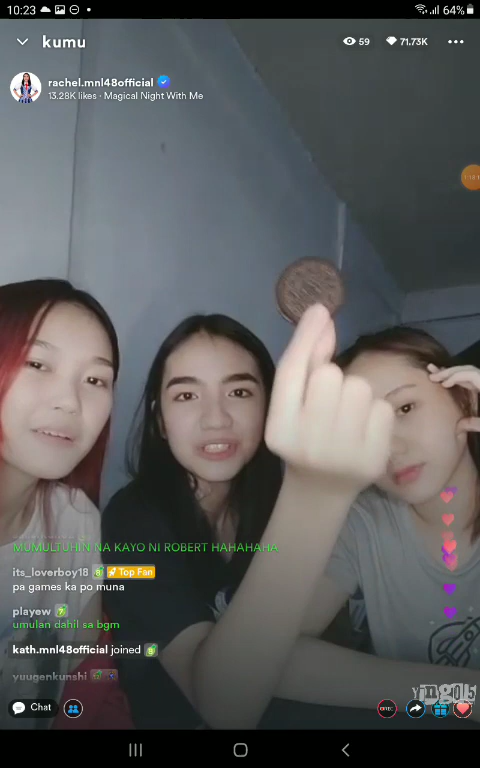 10:23
64%
kumu
59
71.73K
rachel.mnl48official
13.28K likes · Magical Night With Me
MUMULTUHIN NA KAYO NI ROBERT HAHAHAHA
its_loverboy18 Top Fan
pa games ka po muna
playew
umulan dahil sa bgm
kath.mnl48official joined
yuugenkunshi
Chat